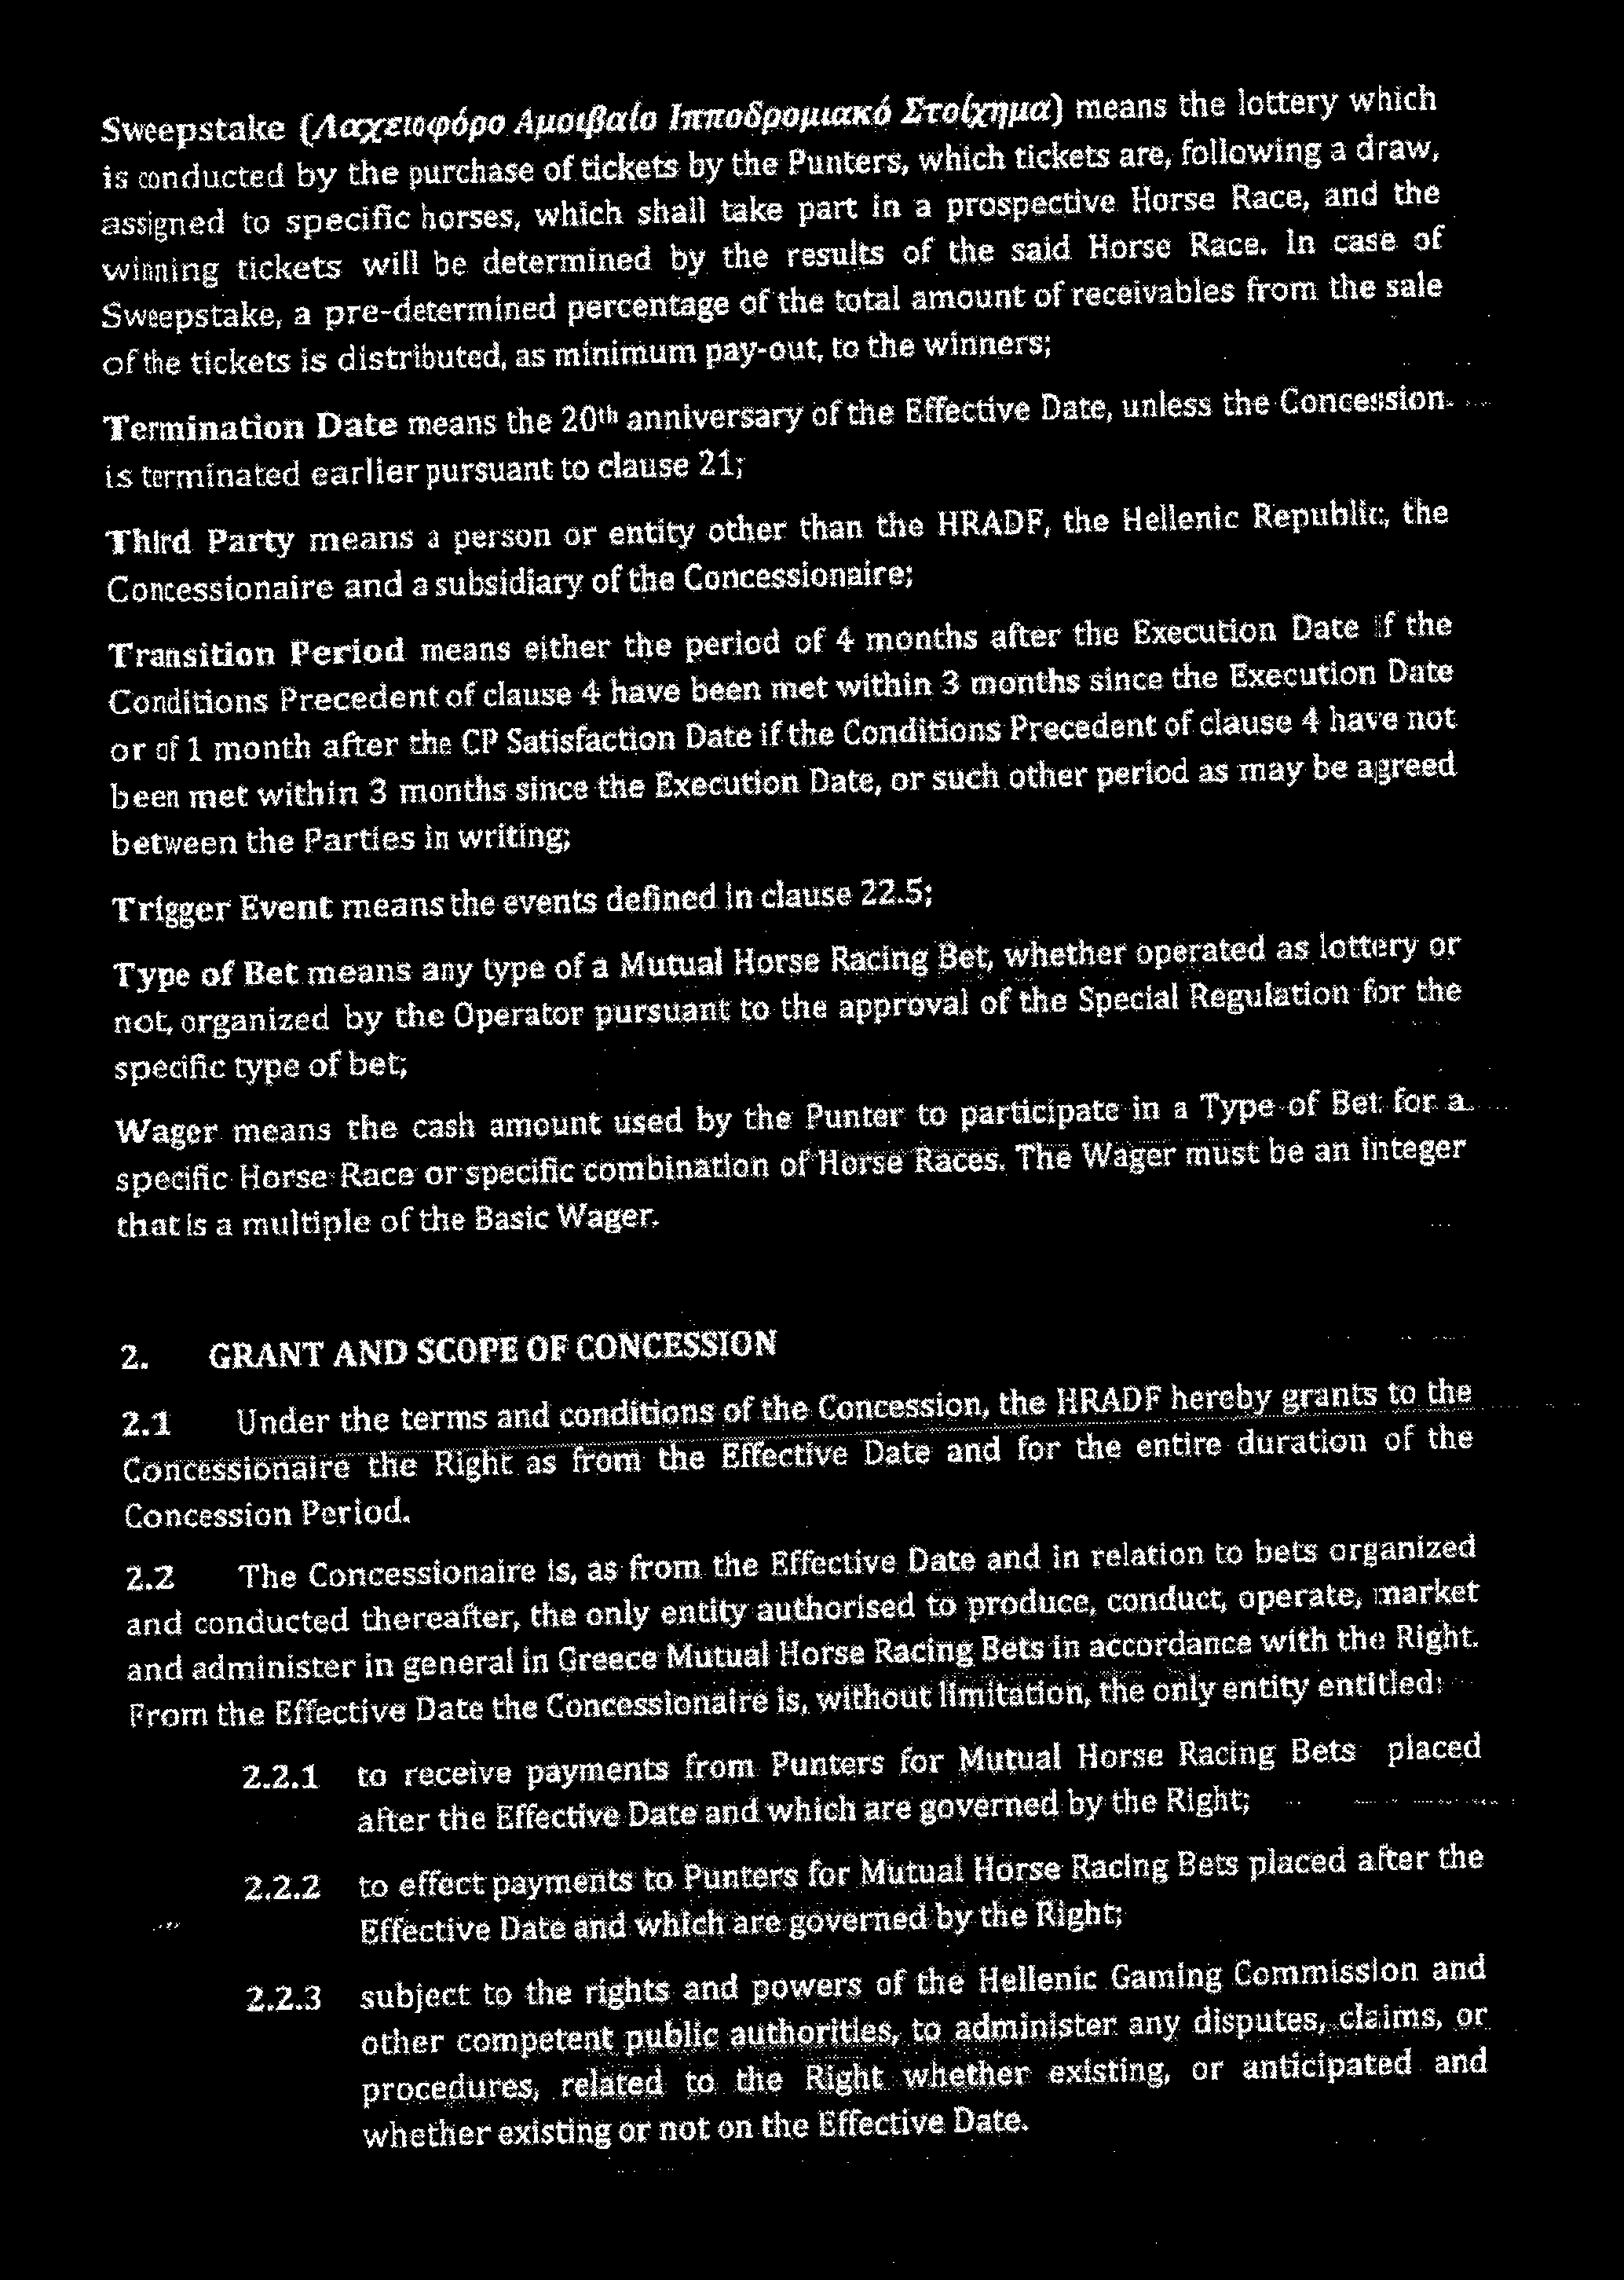 Sweepstake (Λαχειοφόρο Αμοιβαίο Ιπποδρομιακό Στοίχημα) means the lottery which
is conducted by the purchase of tickets by the Punters, which tickets are, following a draw,
assigned to specific horses, which shall take part in a prospective Horse Race, and the
winning tickets will be determined by the results of the said Horse Race. In case of
Sweepstake, a pre-determined percentage of the total amount of receivables from the sale
of the tickets is distributed, as minimum pay-out, to the winners;
Termination Date means the 20th anniversary of the Effective Date, unless the Concession
is terminated earlier pursuant to clause 21;
Third Party means a person or entity other than the HRADF, the Hellenic Republic, the
Concessionaire and a subsidiary of the Concessionaire;
Transition Period means either the period of 4 months after the Execution Date if the
Conditions Precedent of clause 4 have been met within 3 months since the Execution Date
or of 1 month after the CP Satisfaction Date if the Conditions Precedent of clause 4 have not
been met within 3 months since the Execution Date, or such other period as may be agreed
between the Parties in writing;
Trigger Event means the events defined in clause 22.5;
Type of Bet means any type of a Mutual Horse Racing Bet, whether operated as lottery or
not, organized by the Operator pursuant to the approval of the Special Regulation for the
specific type of bet;
Wager means the cash amount used by the Punter to participate in a Type of Bet for a
specific Horse Race or specific combination of Horse Races. The Wager must be an integer
that is a multiple of the Basic Wager.
2. GRANT AND SCOPE OF CONCESSION
2.1 Under the terms and conditions of the Concession, the HRADF hereby grants to the
Concessionaire the Right as from the Effective Date and for the entire duration of the
Concession Period.
2.2 The Concessionaire is, as from the Effective Date and in relation to bets organized
and conducted thereafter, the only entity authorised to produce, conduct, operate, market
and administer in general in Greece Mutual Horse Racing Bets in accordance with the Right.
From the Effective Date the Concessionaire is, without limitation, the only entity entitled:
2.2.1 to receive payments from Punters for Mutual Horse Racing Bets placed
after the Effective Date and which are governed by the Right;
2.2.2 to effect payments to Punters for Mutual Horse Racing Bets placed after the
Effective Date and which are governed by the Right;
2.2.3 subject to the rights and powers of the Hellenic Gaming Commission and
other competent public authorities, to administer any disputes, claims, or
procedures, related to the Right whether existing, or anticipated and
whether existing or not on the Effective Date.